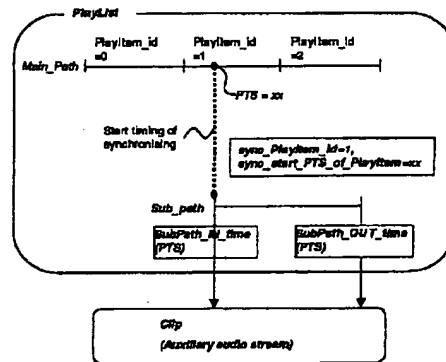 PlayList
PlayItem_id =0
PlayItem_id =1
PlayItem_id =2
Main_Path
PTS = xx
Start timing of
synchronising
sync_PlayItem_id=1,
sync_start_PTS_of_PlayItem=xx
Sub_path
SubPath_IN_time
(PTS)
SubPath_OUT_time
(PTS)
Clip
(Auxiliary audio stream)